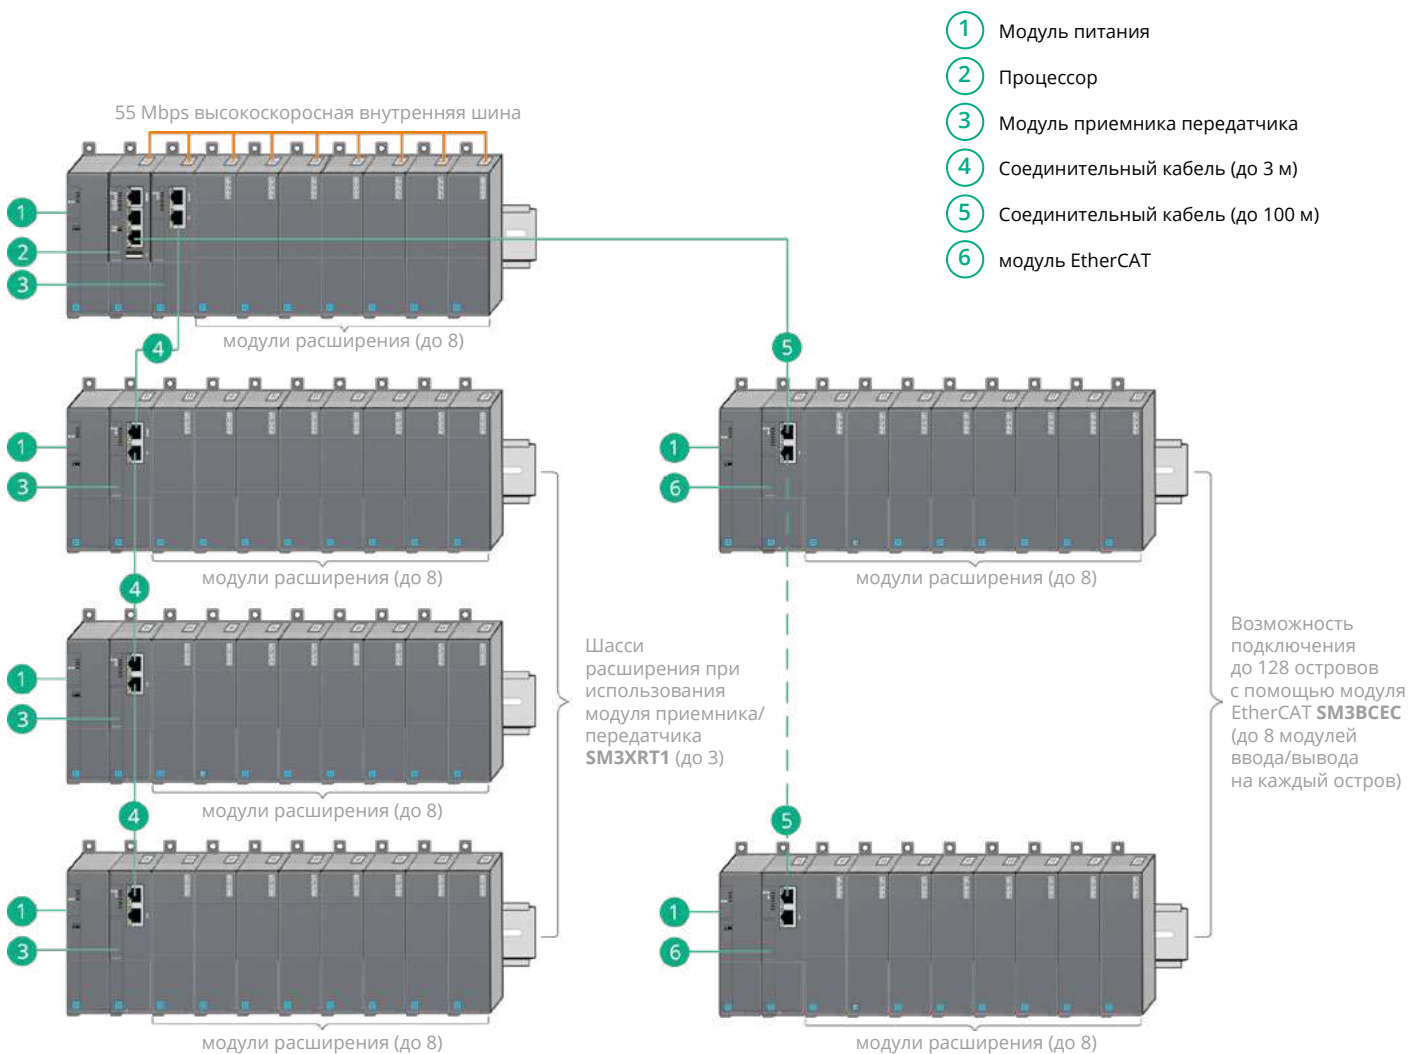 1 Модуль питания
2 Процессор
3 Модуль приемника передатчика
4 Соединительный кабель (до 3 м)
5 Соединительный кабель (до 100 м)
6 модуль EtherCAT
55 Mbps высокоскоросная внутренняя шина
1
2
3
модули расширения (до 8)
4
5
1
3
модули расширения (до 8)
1
6
модули расширения (до 8)
4
1
3
модули расширения (до 8)
Шасси
расширения при
использования
модуля приемника/
передатчика
SM3XRT1 (до 3)
Возможность
подключения
до 128 островов
с помощью модуля
EtherCAT SM3BCEC
(до 8 модулей
ввода/вывода
на каждый остров)
4
5
1
3
модули расширения (до 8)
1
6
модули расширения (до 8)